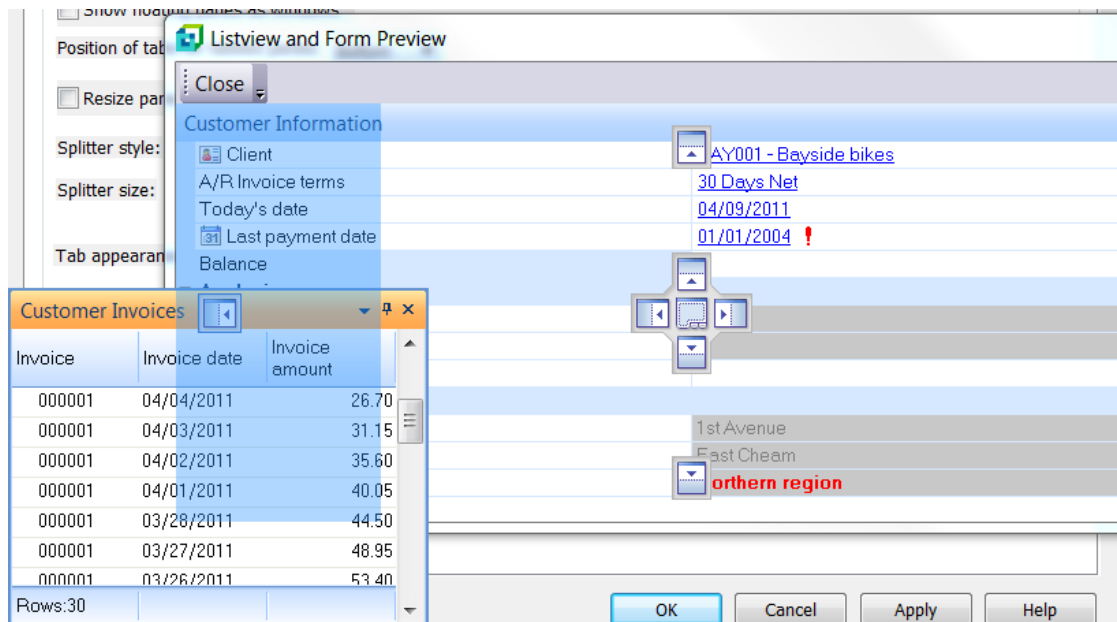 Show floating panes as windows
Position of tab
Listview and Form Preview
Close
Resize pan
Customer Information
Splitter style:
Client
AY001 - Bayside bikes
A/R Invoice terms
30 Days Net
Splitter size:
Today's date
04/09/2011
31 Last payment date
01/01/2004
Tab appearan
Balance
Customer Invoices
Invoice
Invoice date
Invoice
amount
000001 04/04/2011 26.70
000001 04/03/2011 31.15
000001 04/02/2011 35.60
000001 04/01/2011 40.05
000001 03/28/2011 44.50
000001 03/27/2011 48.95
000001 03/26/2011 53.40
Rows:30
1st Avenue
East Cheam
orthern region
OK
Cancel
Apply
Help